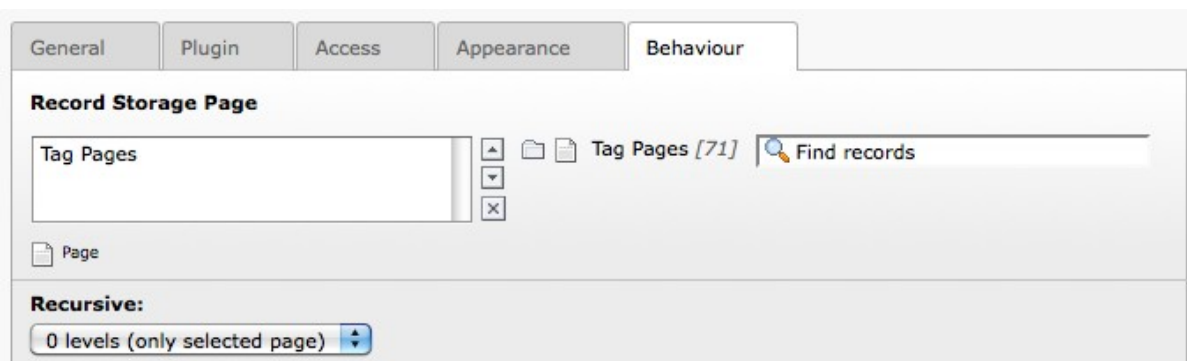 General Plugin Access Appearance Behaviour
Record Storage Page
Tag Pages Tag Pages [71] Find records
Page
Recursive:
0 levels (only selected page)